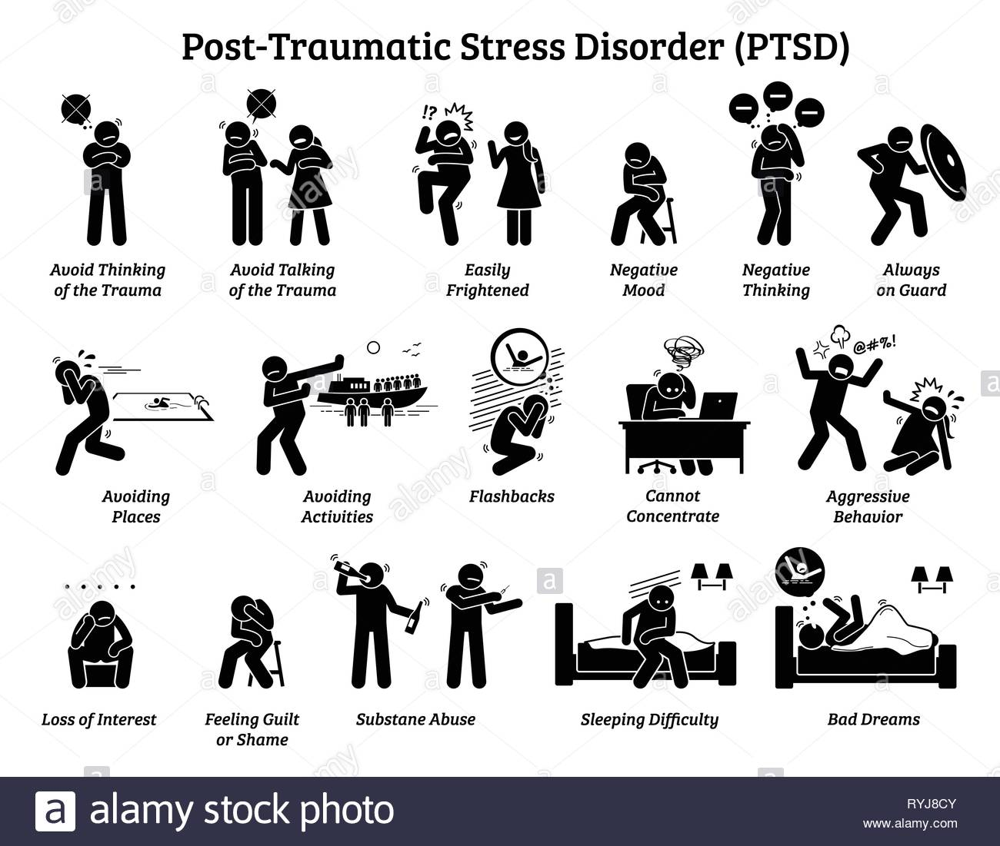 Post-Traumatic Stress Disorder (PTSD)
!?
Avoid Thinking
of the Trauma
Avoid Talking
of the Trauma
Easily
Frightened
Negative
Mood
Negative
Thinking
Always
on Guard
@#%!
Avoiding
Places
Avoiding
Activities
Flashbacks
Cannot
Concentrate
Aggressive
Behavior
Loss of Interest
Feeling Guilt
or Shame
Substane Abuse
Sleeping Difficulty
Bad Dreams
alamy
a
a alamy stock photo
RYJ8CY
www.alamy.com